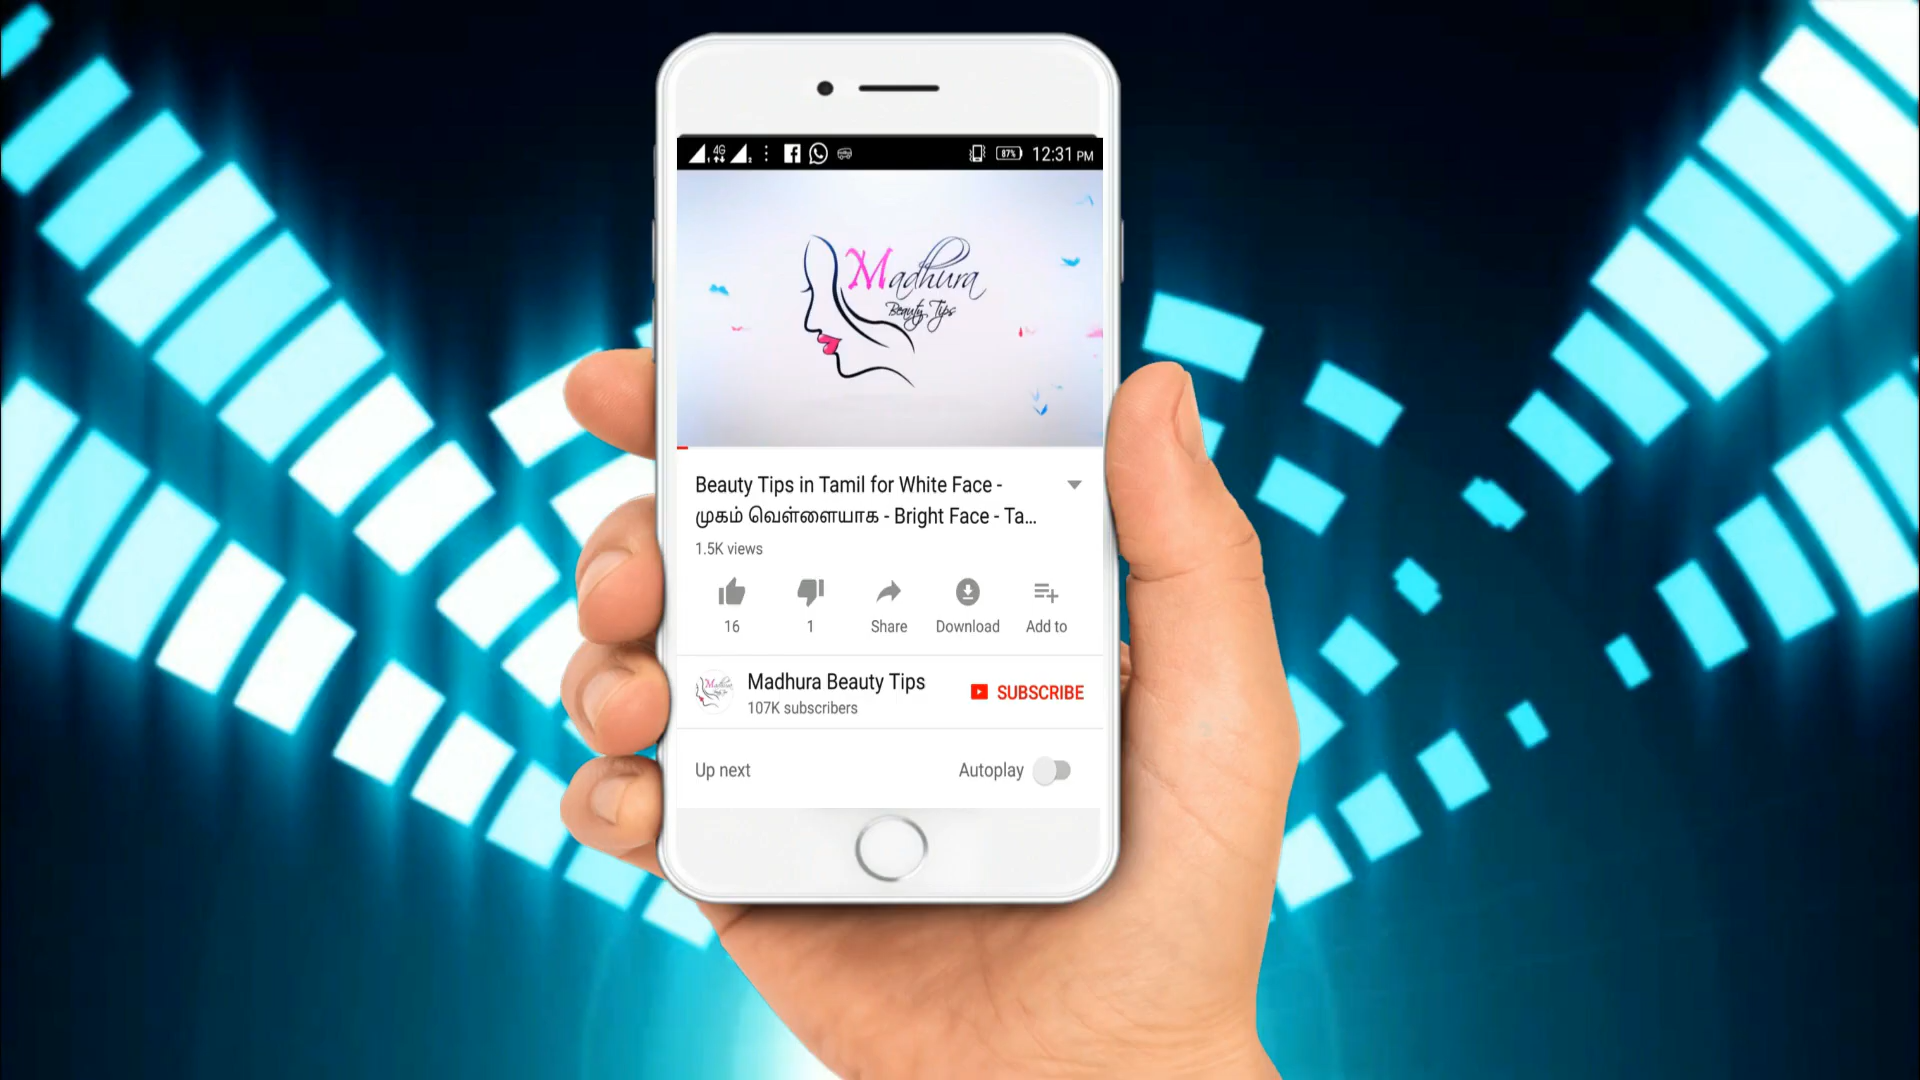 4G
87% 12:31 PM
Madhura
Beauty Tips
Beauty Tips in Tamil for White Face -
முகம் வெள்ளையாக - Bright Face - Ta...
1.5K views
16 1 Share Download Add to
Madhura Beauty Tips
107K subscribers
SUBSCRIBE
Up next Autoplay